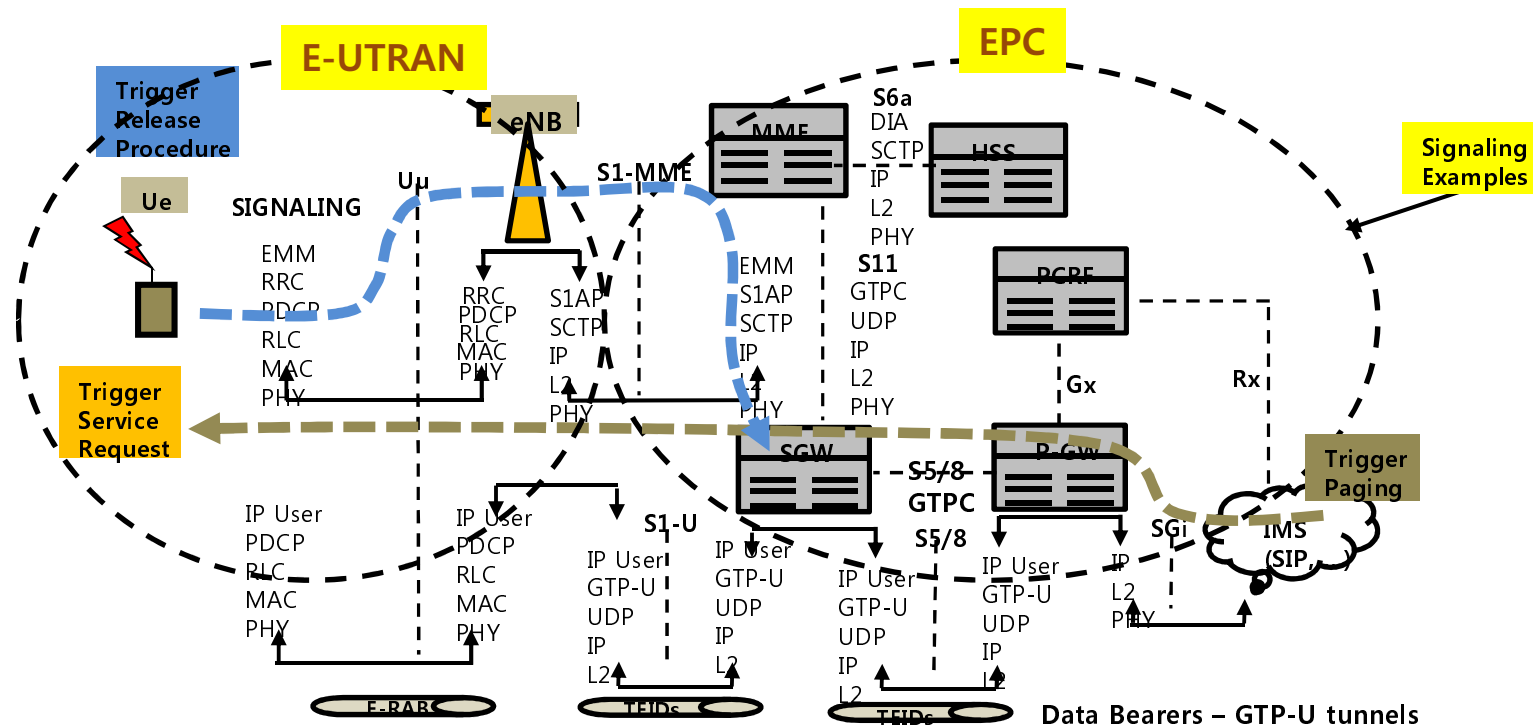 E-UTRAN
EPC
Trigger
Release
Procedure
eNB
S6a
DIA
SCTP
IP
L2
PHY
MME
HSS
Signaling
Examples
Ue
Uu
S1-MME
SIGNALING
EMM
RRC
PDCP
RLC
MAC
PHY
RRC
PDCP
RLC
MAC
PHY
S1AP
SCTP
IP
L2
PHY
EMM
S1AP
SCTP
IP
L2
PHY
S11
GTPC
UDP
IP
L2
PHY
PCRF
Gx
Rx
Trigger
Service
Request
SGW
S5/8
GTPC
P-GW
Trigger
Paging
IP User
PDCP
RLC
MAC
PHY
IP User
PDCP
RLC
MAC
PHY
S1-U
IP User
GTP-U
UDP
IP
L2
IP User
GTP-U
UDP
IP
L2
S5/8
IP User
GTP-U
UDP
IP
L2
IP User
GTP-U
UDP
IP
L2
SGi
IP
L2
PHY
IMS
(SIP, ...)
E-RABs
TEIDs
TEIDs
Data Bearers – GTP-U tunnels